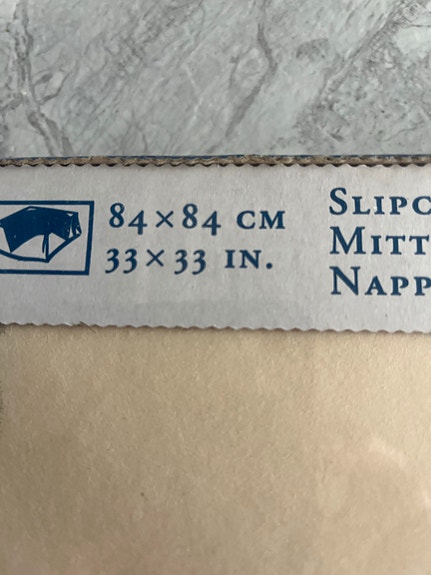 84×84 CM
33×33 IN.
SLIPC
MITT
NAPP